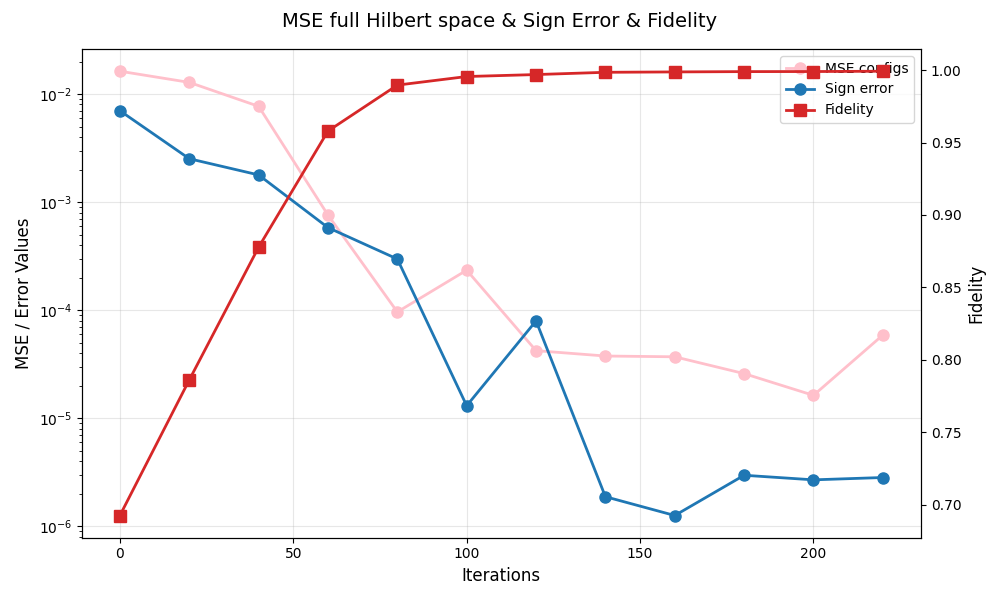 MSE full Hilbert space & Sign Error & Fidelity
MSE configs
Sign error
Fidelity
MSE / Error Values
10⁻²
10⁻³
10⁻⁴
10⁻⁵
10⁻⁶
1.00
0.95
0.90
0.85
0.80
0.75
0.70
Fidelity
0 50 100 150 200
Iterations